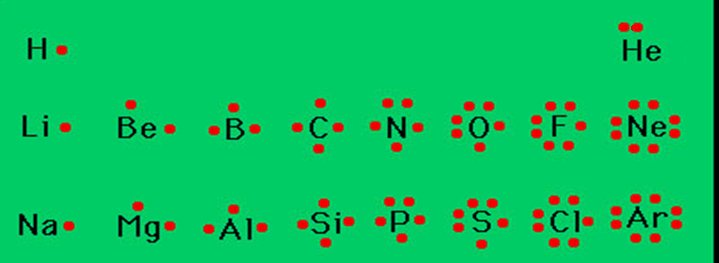 H He
Li Be B C N O F Ne
Na Mg Al Si P S Cl Ar